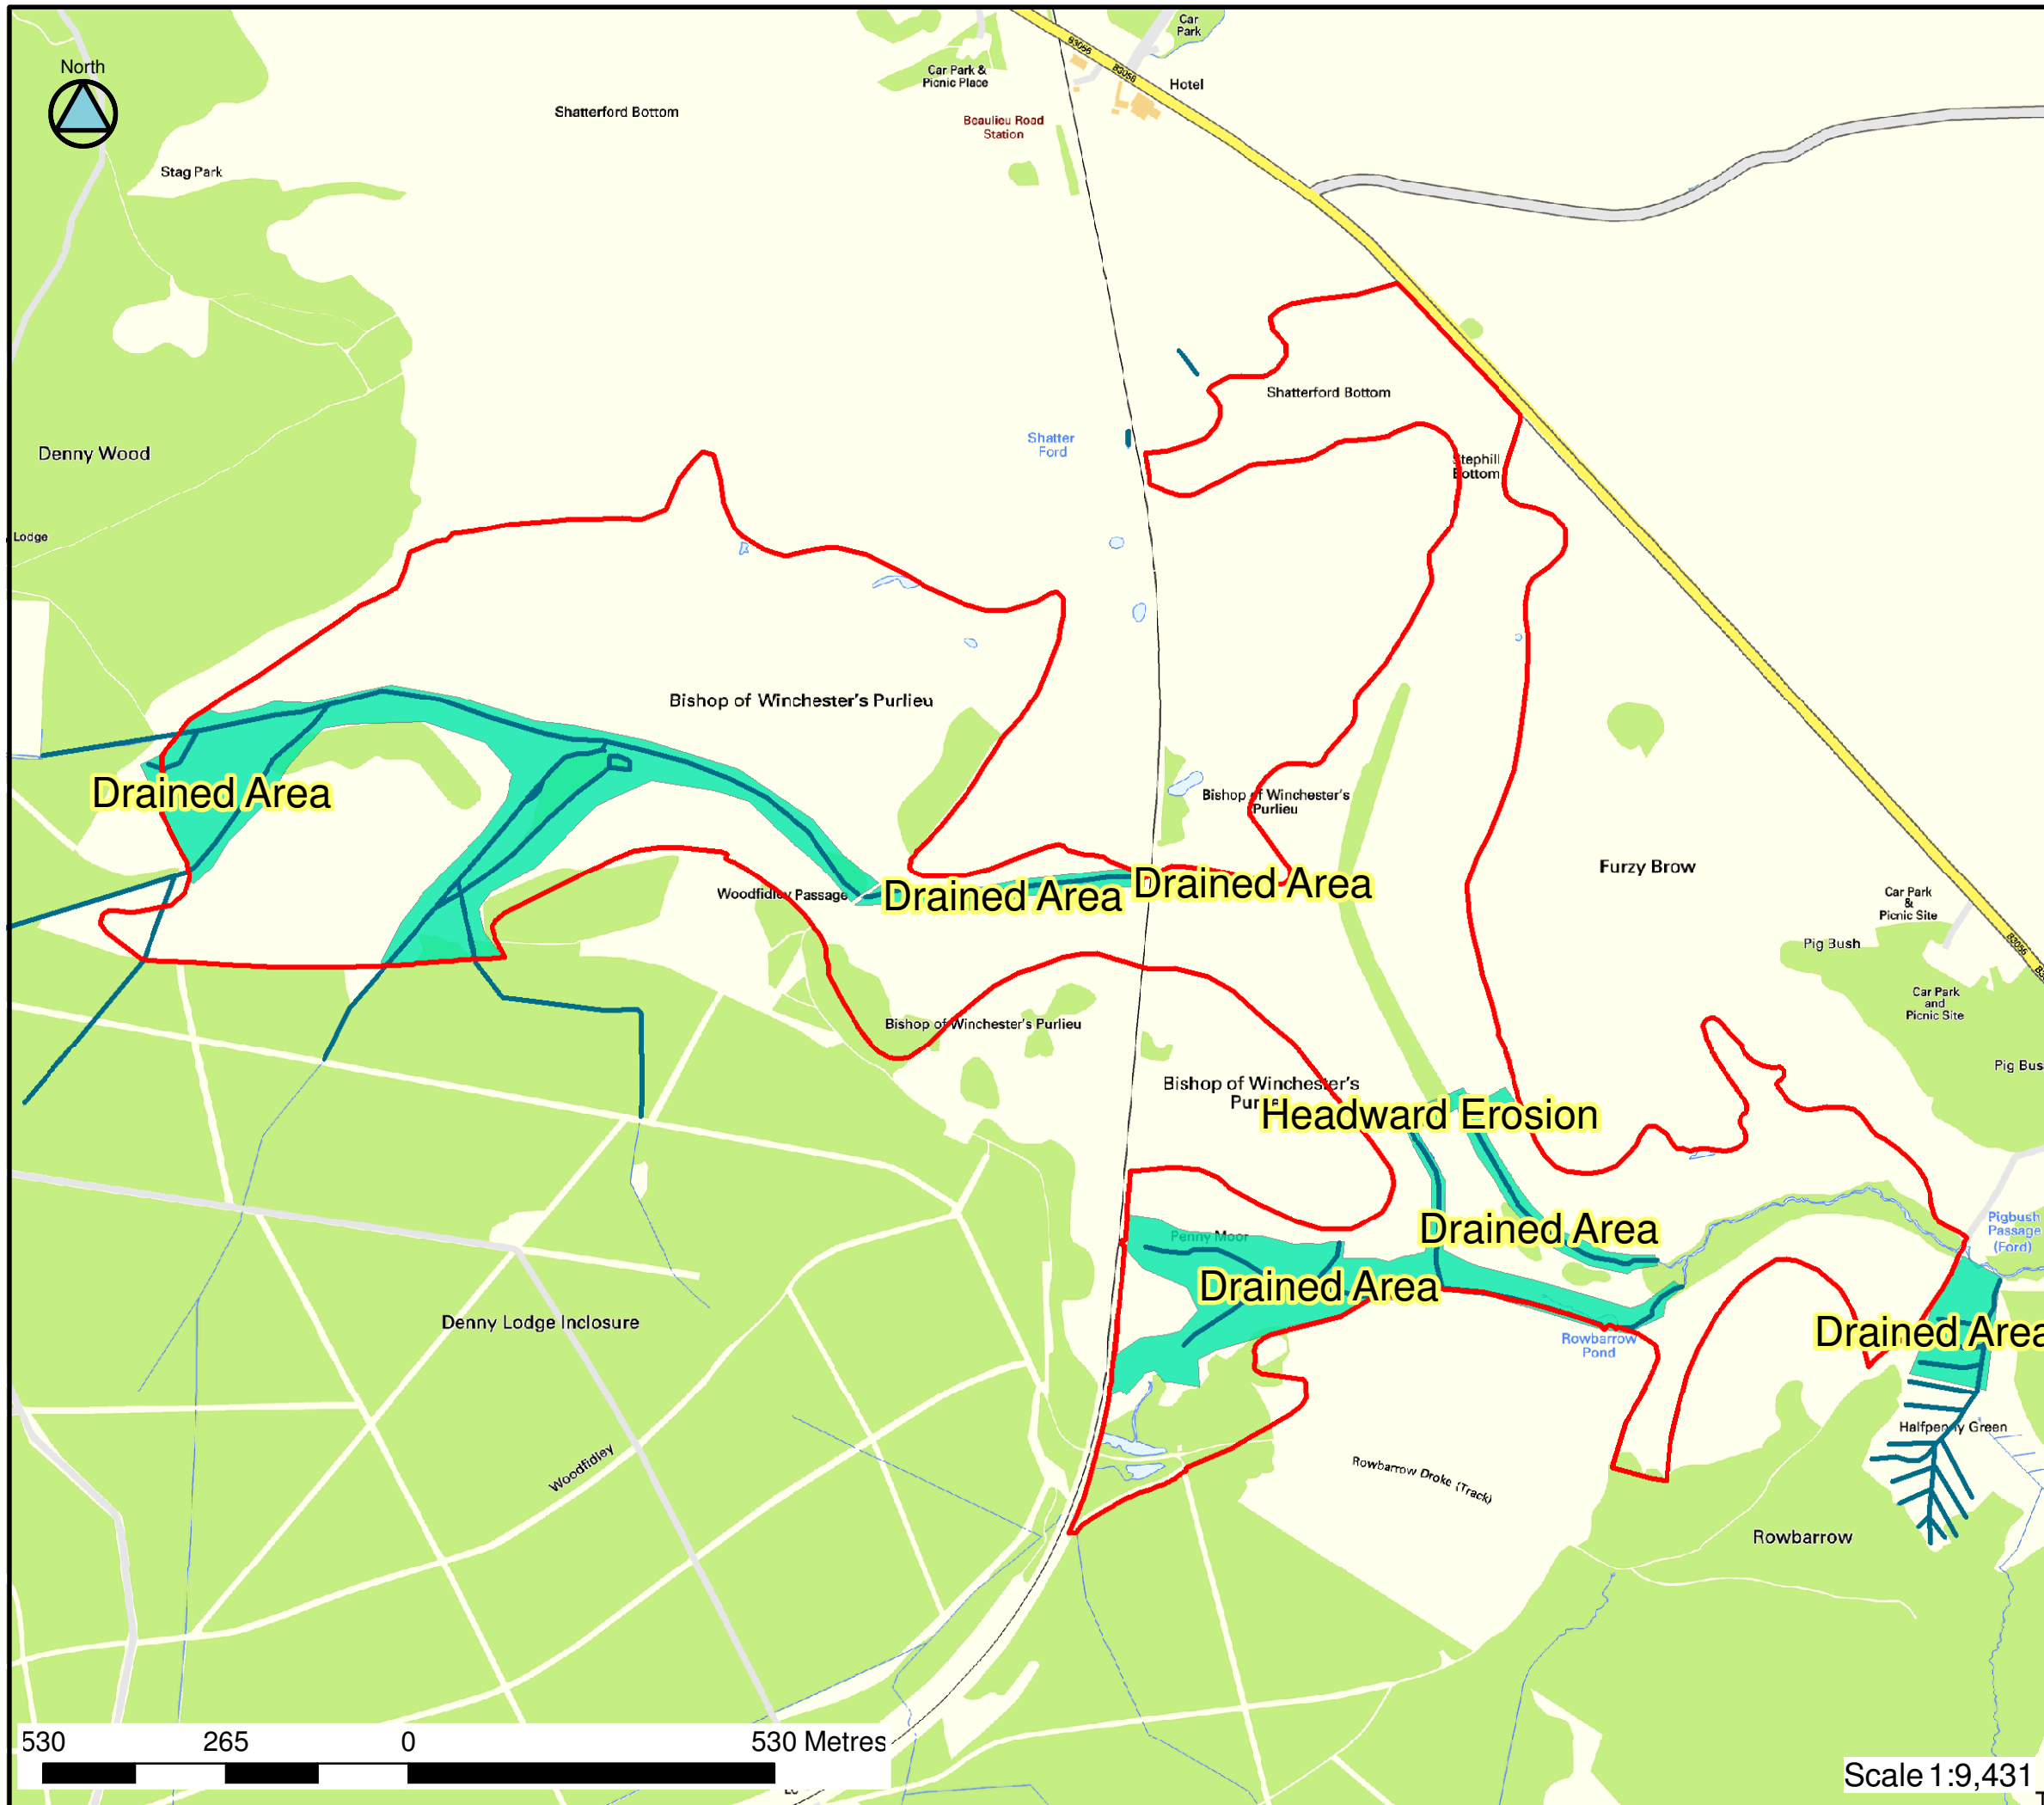 Car
Park
B3056
North
Car Park &
Picnic Place
B3056
Hotel
Shatterford Bottom
Beaulieu Road
Station
Stag Park
Shatterford Bottom
Shatter
Ford
Denny Wood
Stephill
Bottom
Lodge
Bishop of Winchester's Purlieu
Drained Area
Bishop of Winchester's
Purlieu
Furzy Brow
Woodfidley Passage
Drained Area
Drained Area
Car Park
&
Picnic Site
Pig Bush
B3056
Car Park
and
Picnic Site
Bishop of Winchester's Purlieu
Pig Bus
Bishop of Winchester's
Purlieu
Headward Erosion
Penny Moor
Drained Area
Pigbush
Passage
(Ford)
Drained Area
Denny Lodge Inclosure
Rowbarrow
Pond
Drained Area
Halfpenny Green
Woodfidley
Rowbarrow Droke (Track)
Rowbarrow
530 265 0 530 Metres
Scale 1:9,431